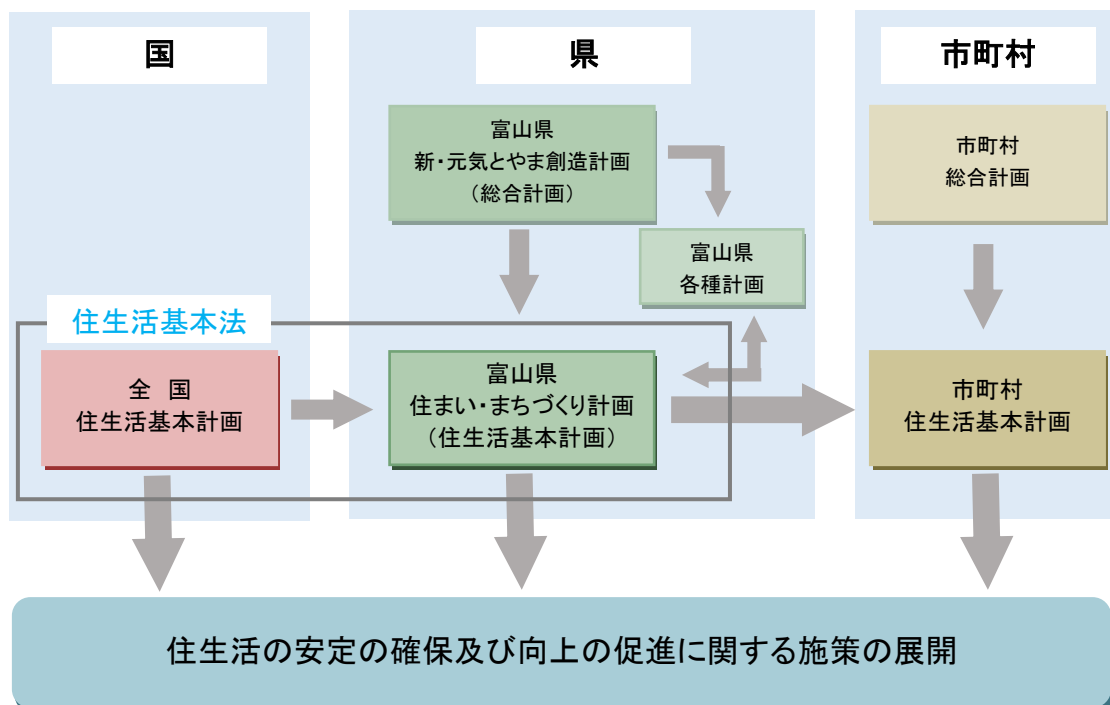 国
県
市町村
富山県
新・元気とやま創造計画
（総合計画）
市町村
総合計画
富山県
各種計画
住生活基本法
全　国
住生活基本計画
富山県
住まい・まちづくり計画
（住生活基本計画）
市町村
住生活基本計画
住生活の安定の確保及び向上の促進に関する施策の展開